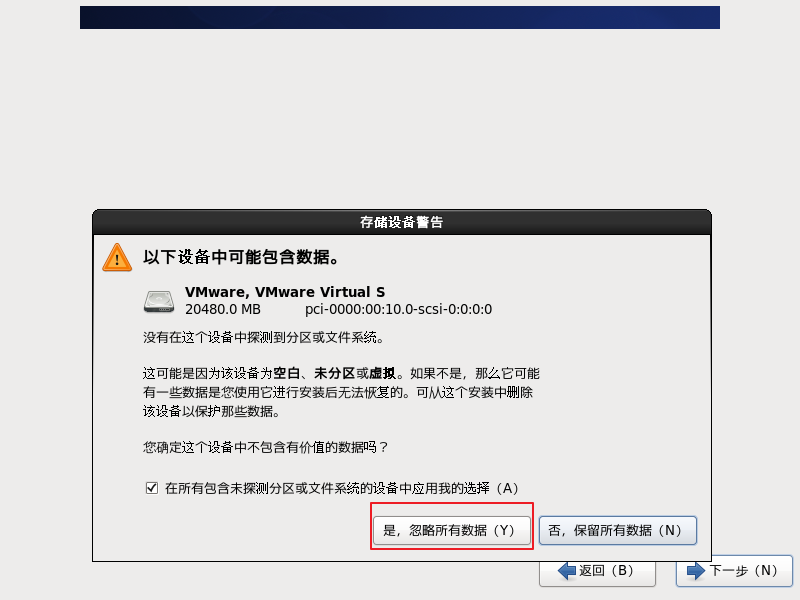 存储设备警告
以下设备中可能包含数据。
VMware, VMware Virtual S
20480.0 MB pci-0000:00:10.0-scsi-0:0:0:0
没有在这个设备中探测到分区或文件系统。
这可能是因为该设备为空白、未分区或虚拟。如果不是，那么它可能
有一些数据是您使用它进行安装后无法恢复的。可从这个安装中删除
该设备以保护那些数据。
您确定这个设备中不包含有价值的数据吗？
在所有包含未探测分区或文件系统的设备中应用我的选择（A）
是，忽略所有数据（Y） 否，保留所有数据（N）
返回（B） 下一步（N）